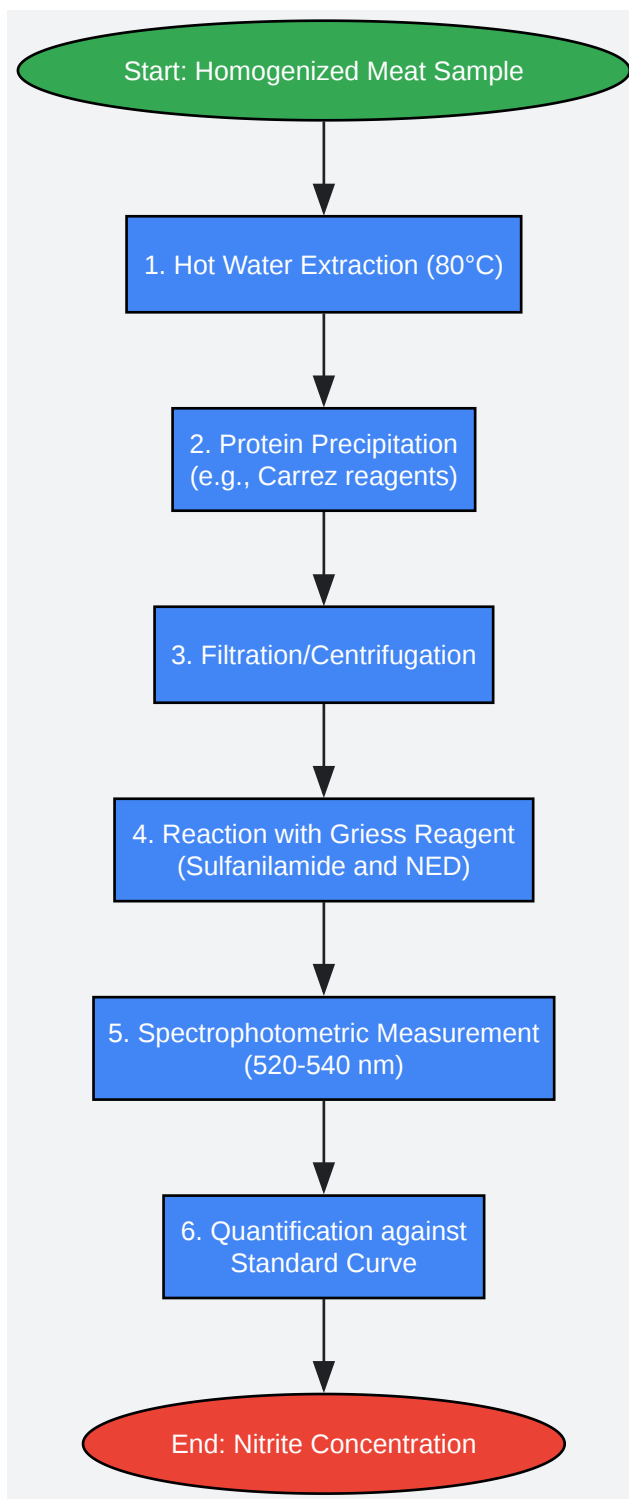 Start: Homogenized Meat Sample
1. Hot Water Extraction (80°C)
2. Protein Precipitation
(e.g., Carrez reagents)
3. Filtration/Centrifugation
4. Reaction with Griess Reagent
(Sulfanilamide and NED)
5. Spectrophotometric Measurement
(520-540 nm)
6. Quantification against
Standard Curve
End: Nitrite Concentration